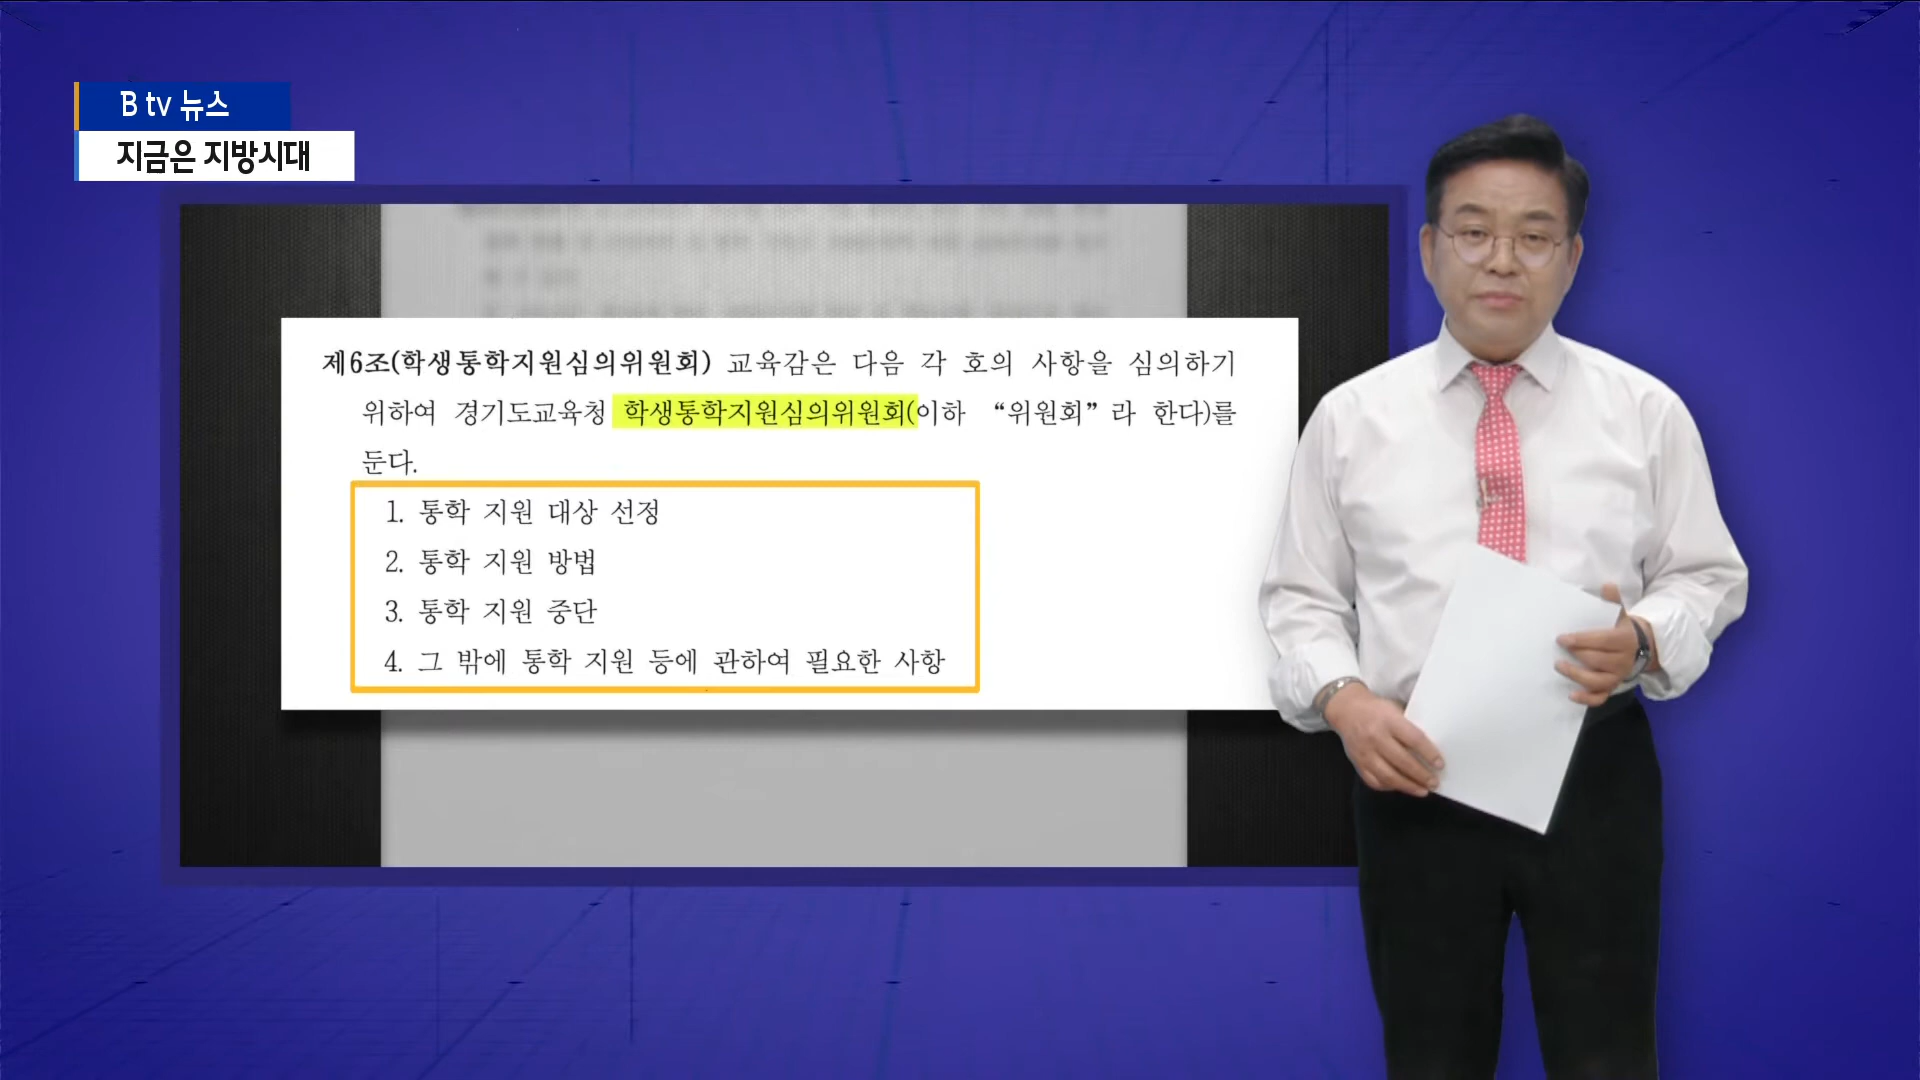 B tv 뉴스
지금은 지방시대
제6조(학생통학지원심의위원회) 교육감은 다음 각 호의 사항을 심의하기
위하여 경기도교육청 학생통학지원심의위원회(이하 “위원회”라 한다)를
둔다.
1. 통학 지원 대상 선정
2. 통학 지원 방법
3. 통학 지원 중단
4. 그 밖에 통학 지원 등에 관하여 필요한 사항